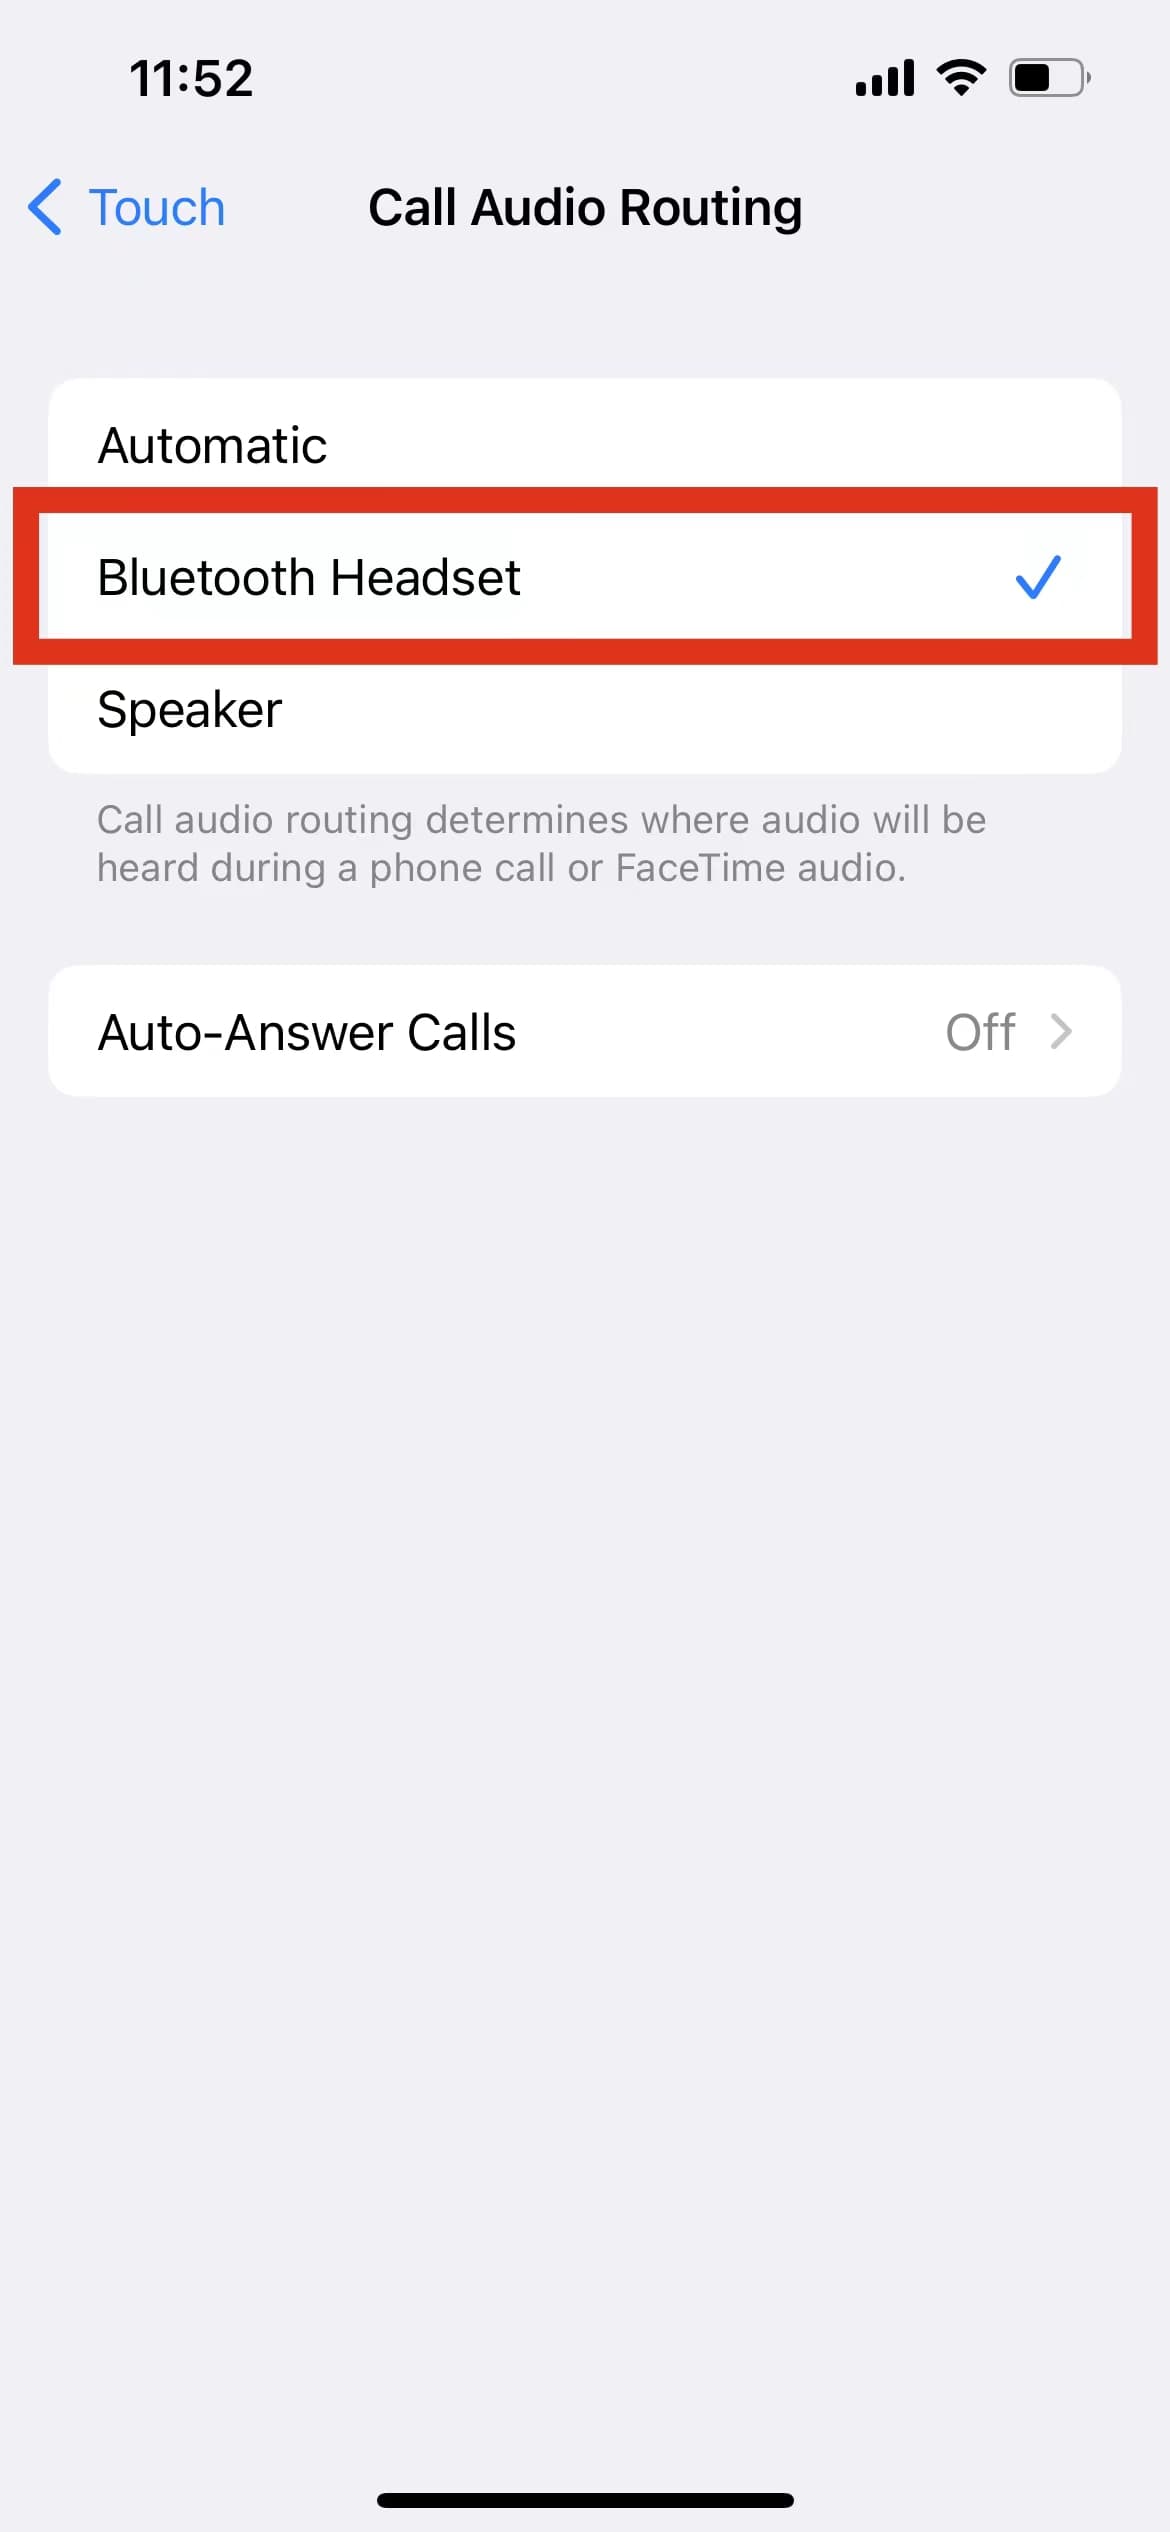 11:52
Touch
Call Audio Routing
Automatic
Bluetooth Headset
Speaker
Call audio routing determines where audio will be
heard during a phone call or FaceTime audio.
Auto-Answer Calls Off